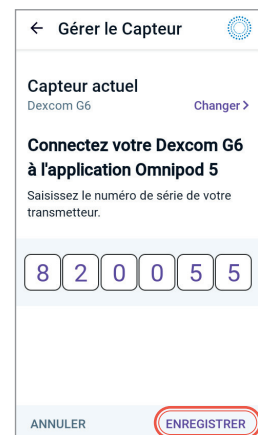 Gérer le Capteur
Capteur actuel
Dexcom G6
Changer >
Connectez votre Dexcom G6
à l'application Omnipod 5
Saisissez le numéro de série de votre
transmetteur.
8 2 0 0 5 5
ANNULER
ENREGISTRER